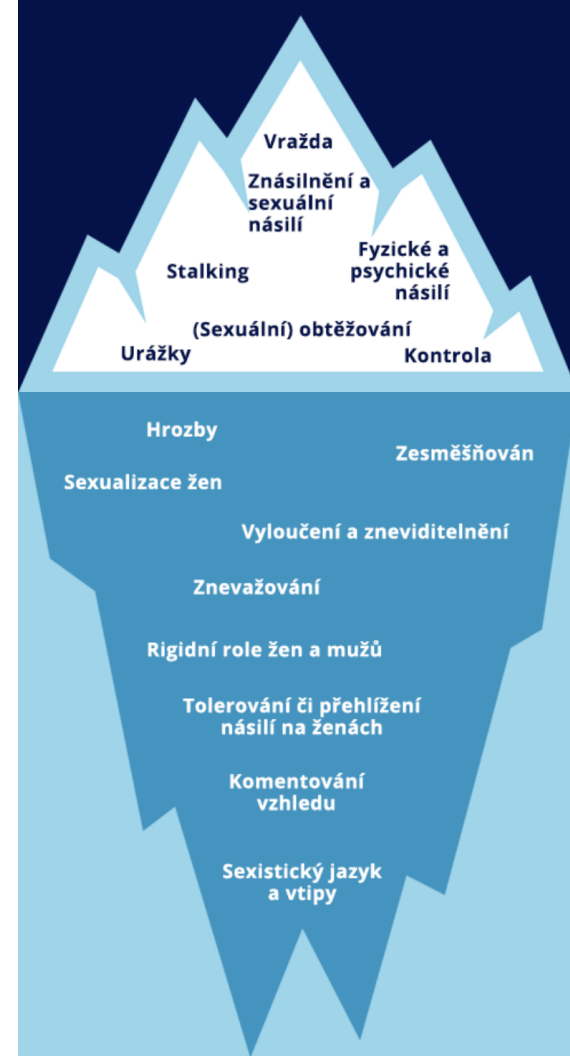 Vražda
Znásilnění a
sexuální
násilí
Fyzické a
psychické
násilí
Stalking
(Sexuální) obtěžování
Urážky
Kontrola
Hrozby
Zesměšňován
Sexualizace žen
Vyloučení a zneviditelnění
Znevažování
Rigidní role žen a mužů
Tolerování či přehlížení
násilí na ženách
Komentování
vzhledu
Sexistický jazyk
a vtipy